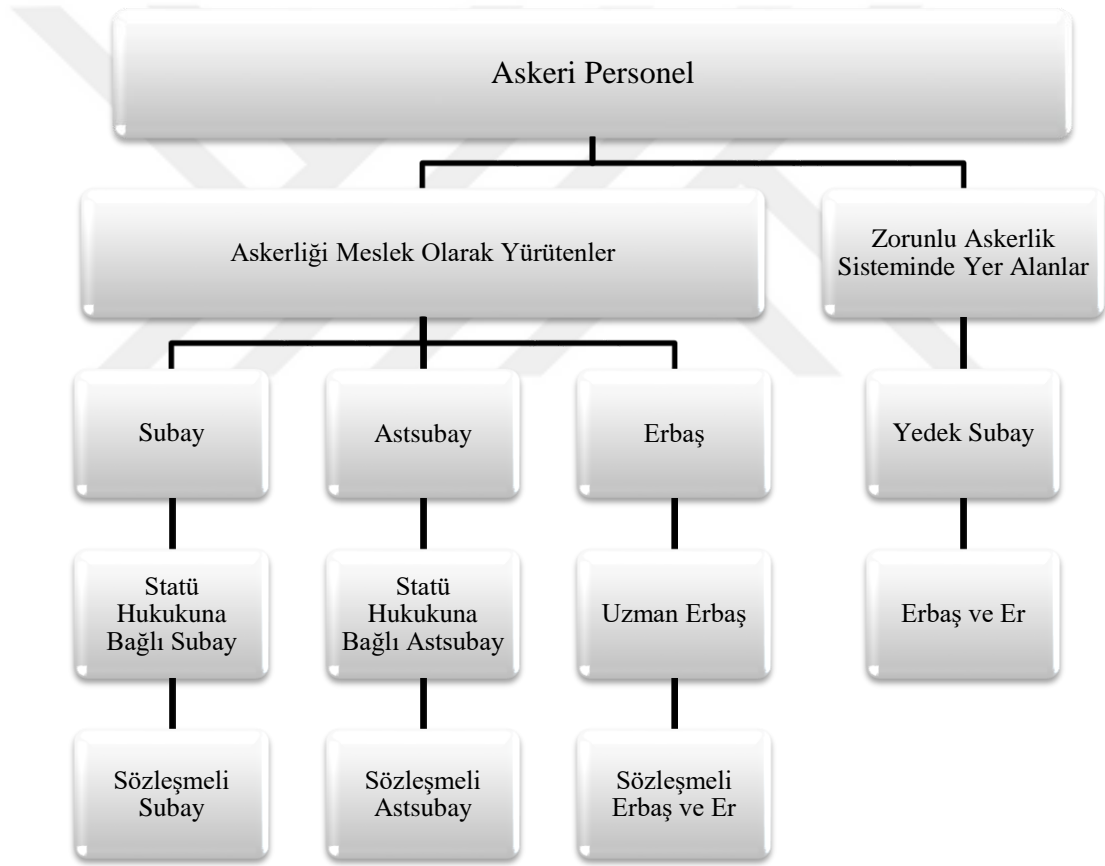 Askeri Personel
Askerliği Meslek Olarak Yürütenler
Zorunlu Askerlik
Sisteminde Yer Alanlar
Subay
Astsubay
Erbaş
Yedek Subay
Statü
Hukukuna
Bağlı Subay
Statü
Hukukuna
Bağlı Astsubay
Uzman Erbaş
Erbaş ve Er
Sözleşmeli
Subay
Sözleşmeli
Astsubay
Sözleşmeli
Erbaş ve Er